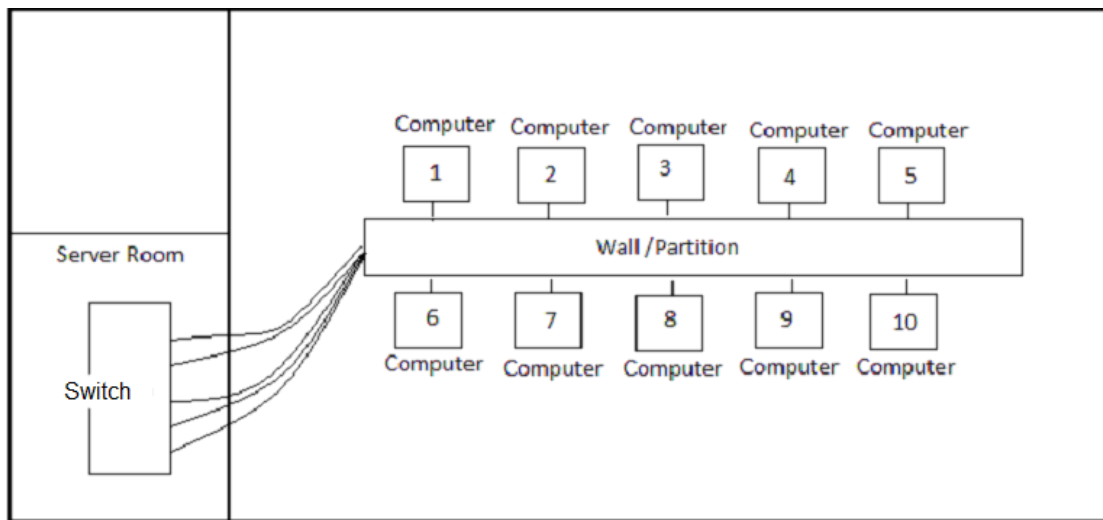 Computer Computer Computer Computer Computer
1 2 3 4 5
Server Room
Wall /Partition
Switch
6 7 8 9 10
Computer Computer Computer Computer Computer